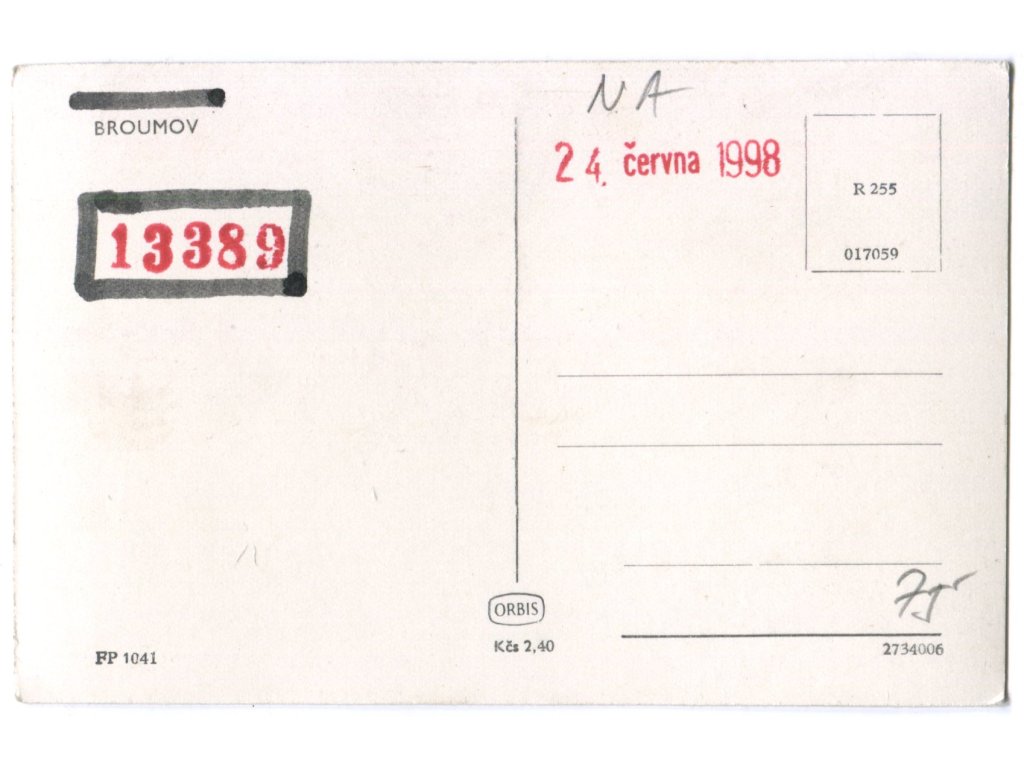 BROUMOV
13389
NA
24. června 1998
R 255
017059
ORBIS
Kčs 2,40
FP 1041
2734006